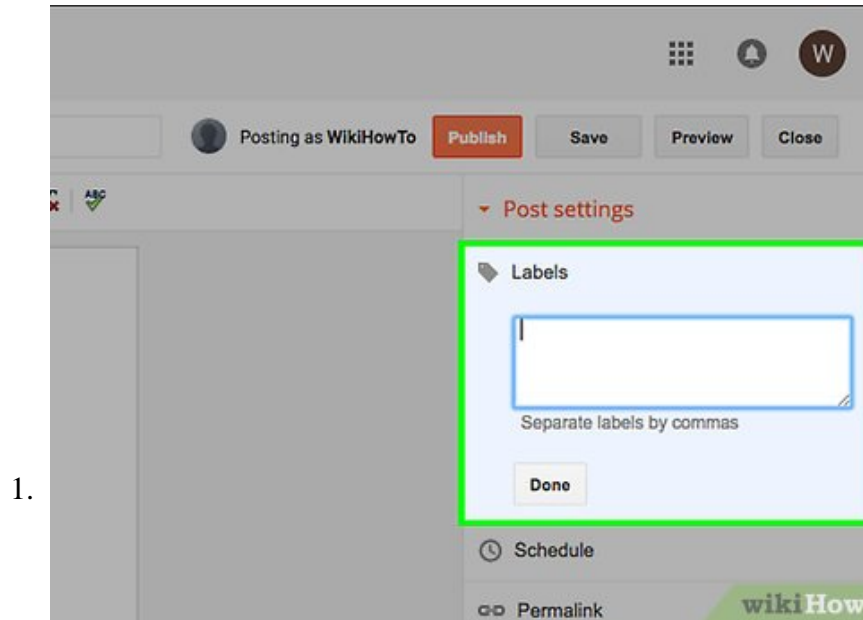 W
Posting as WikiHowTo Publish Save Preview Close
ABC
Post settings
Labels
Separate labels by commas
Done
1.
Schedule
Permalink
wikiHow